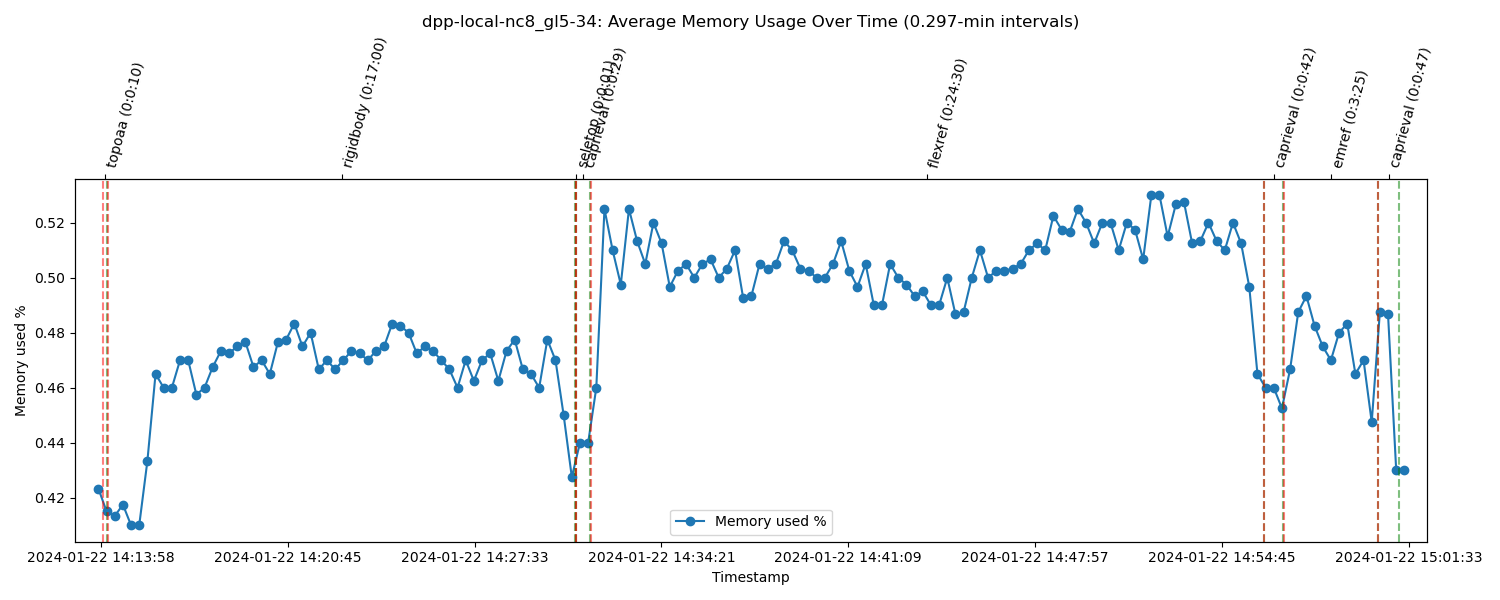 dpp-local-nc8_gl5-34: Average Memory Usage Over Time (0.297-min intervals)
topoaa (0:0:10)
rigidbody (0:17:00)
seletop (0:0:01)
caprieval (0:0:29)
flexref (0:24:30)
caprieval (0:0:42)
emref (0:3:25)
caprieval (0:0:47)
Memory used %
0.52
0.50
0.48
0.46
0.44
0.42
Memory used %
2024-01-22 14:13:58
2024-01-22 14:20:45
2024-01-22 14:27:33
2024-01-22 14:34:21
2024-01-22 14:41:09
2024-01-22 14:47:57
2024-01-22 14:54:45
2024-01-22 15:01:33
Timestamp